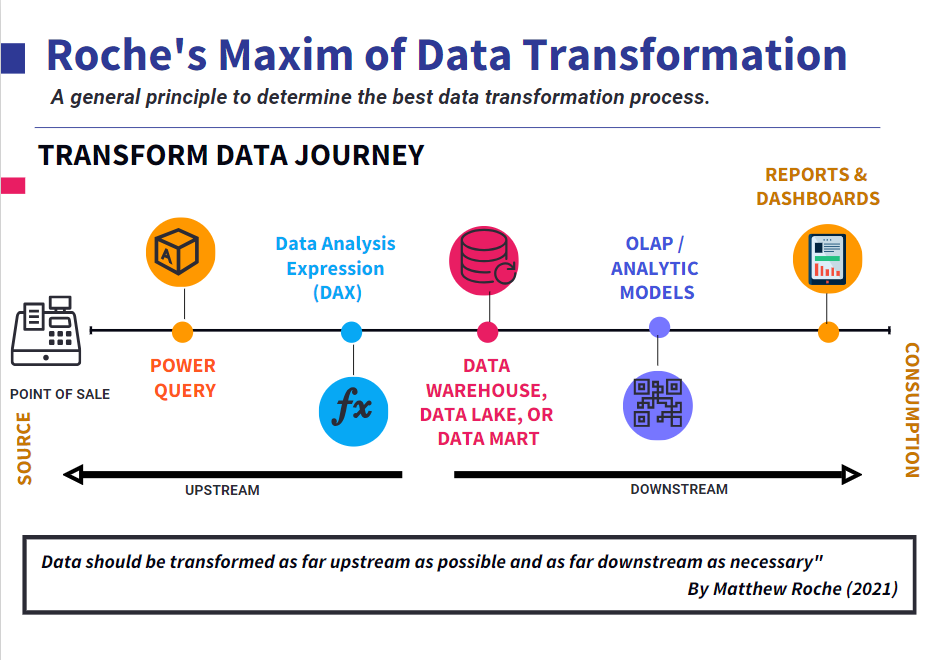 Roche's Maxim of Data Transformation
A general principle to determine the best data transformation process.
TRANSFORM DATA JOURNEY
REPORTS &
DASHBOARDS
Data Analysis
Expression
(DAX)
OLAP /
ANALYTIC
MODELS
A
fx
POINT OF SALE
POWER
QUERY
DATA
WAREHOUSE,
DATA LAKE, OR
DATA MART
SOURCE
CONSUMPTION
UPSTREAM
DOWNSTREAM
Data should be transformed as far upstream as possible and as far downstream as necessary"
By Matthew Roche (2021)